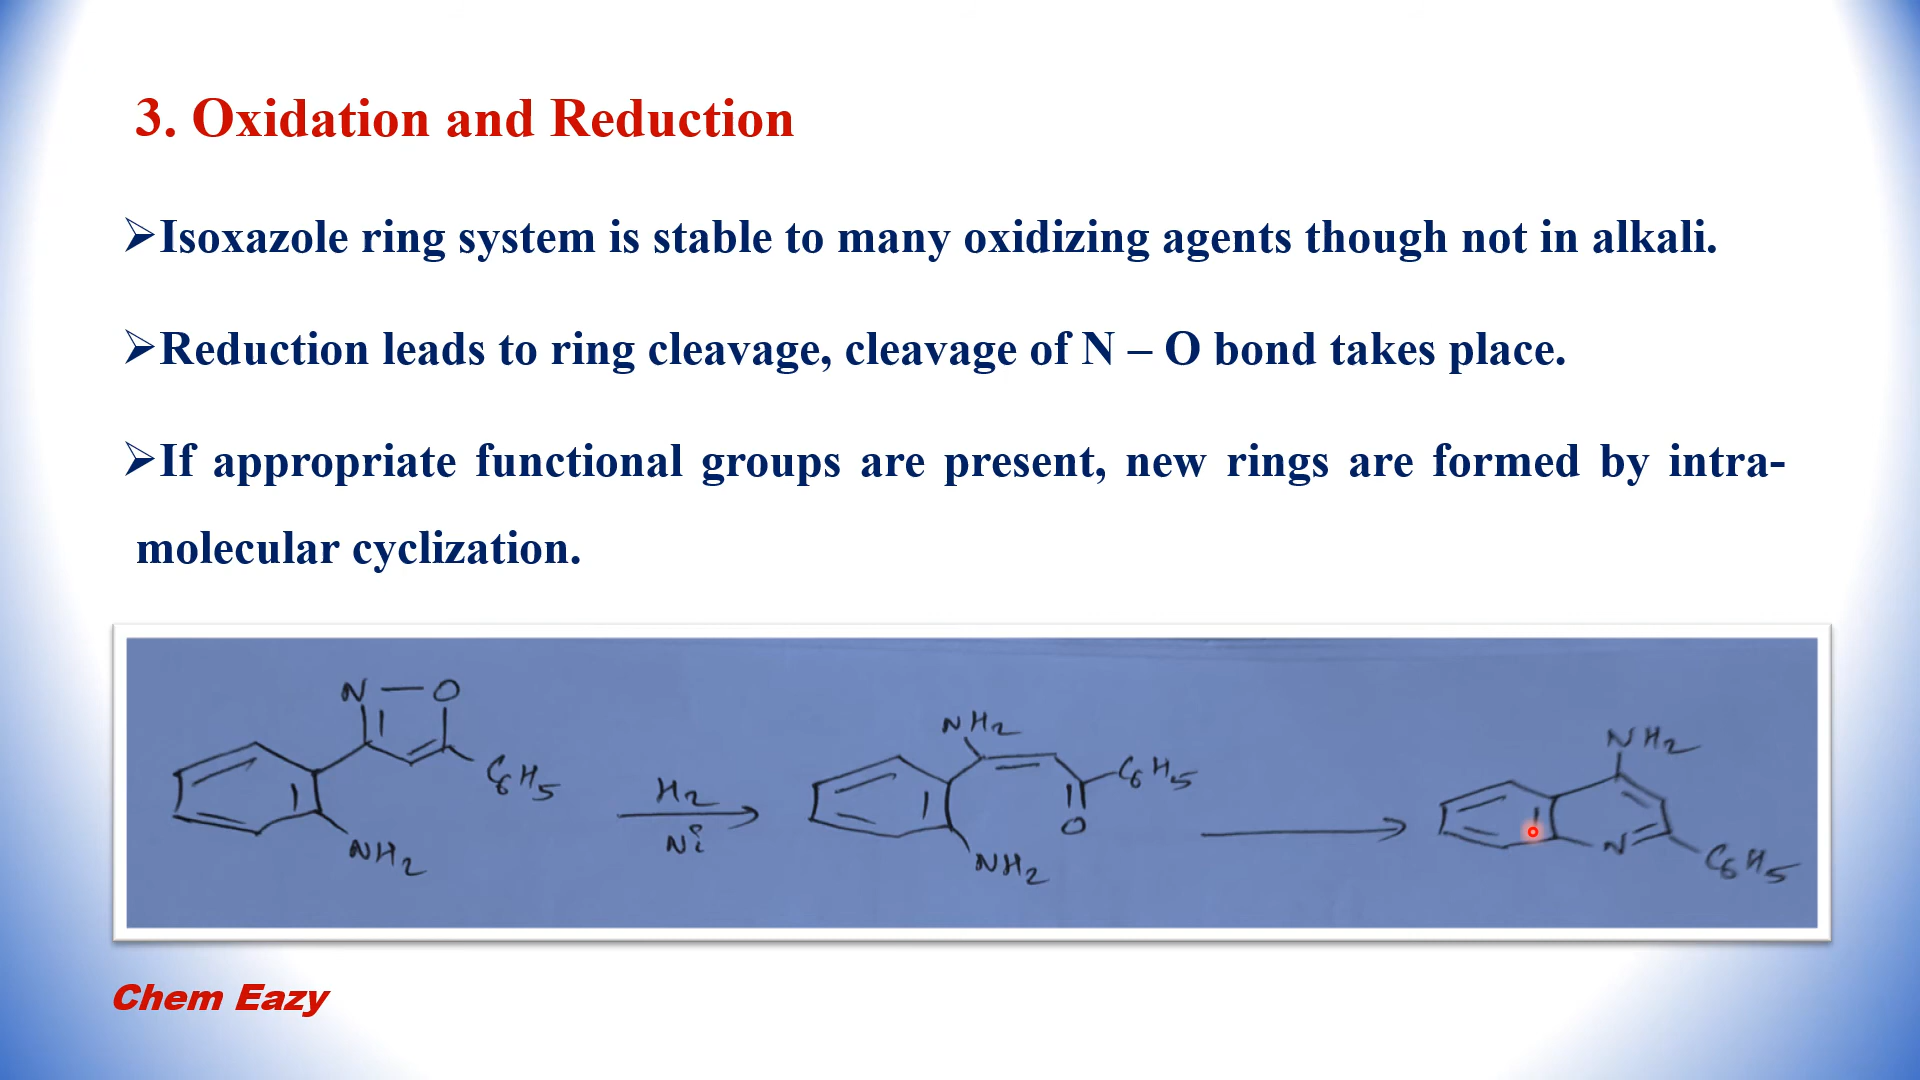 3. Oxidation and Reduction
➢Isoxazole ring system is stable to many oxidizing agents though not in alkali.
➢Reduction leads to ring cleavage, cleavage of N – O bond takes place.
➢If appropriate functional groups are present, new rings are formed by intra-
molecular cyclization.
N — O
C6H5
NH2
H2
Ni
NH2
C6H5
O
NH2
NH2
N
C6H5
Chem Eazy